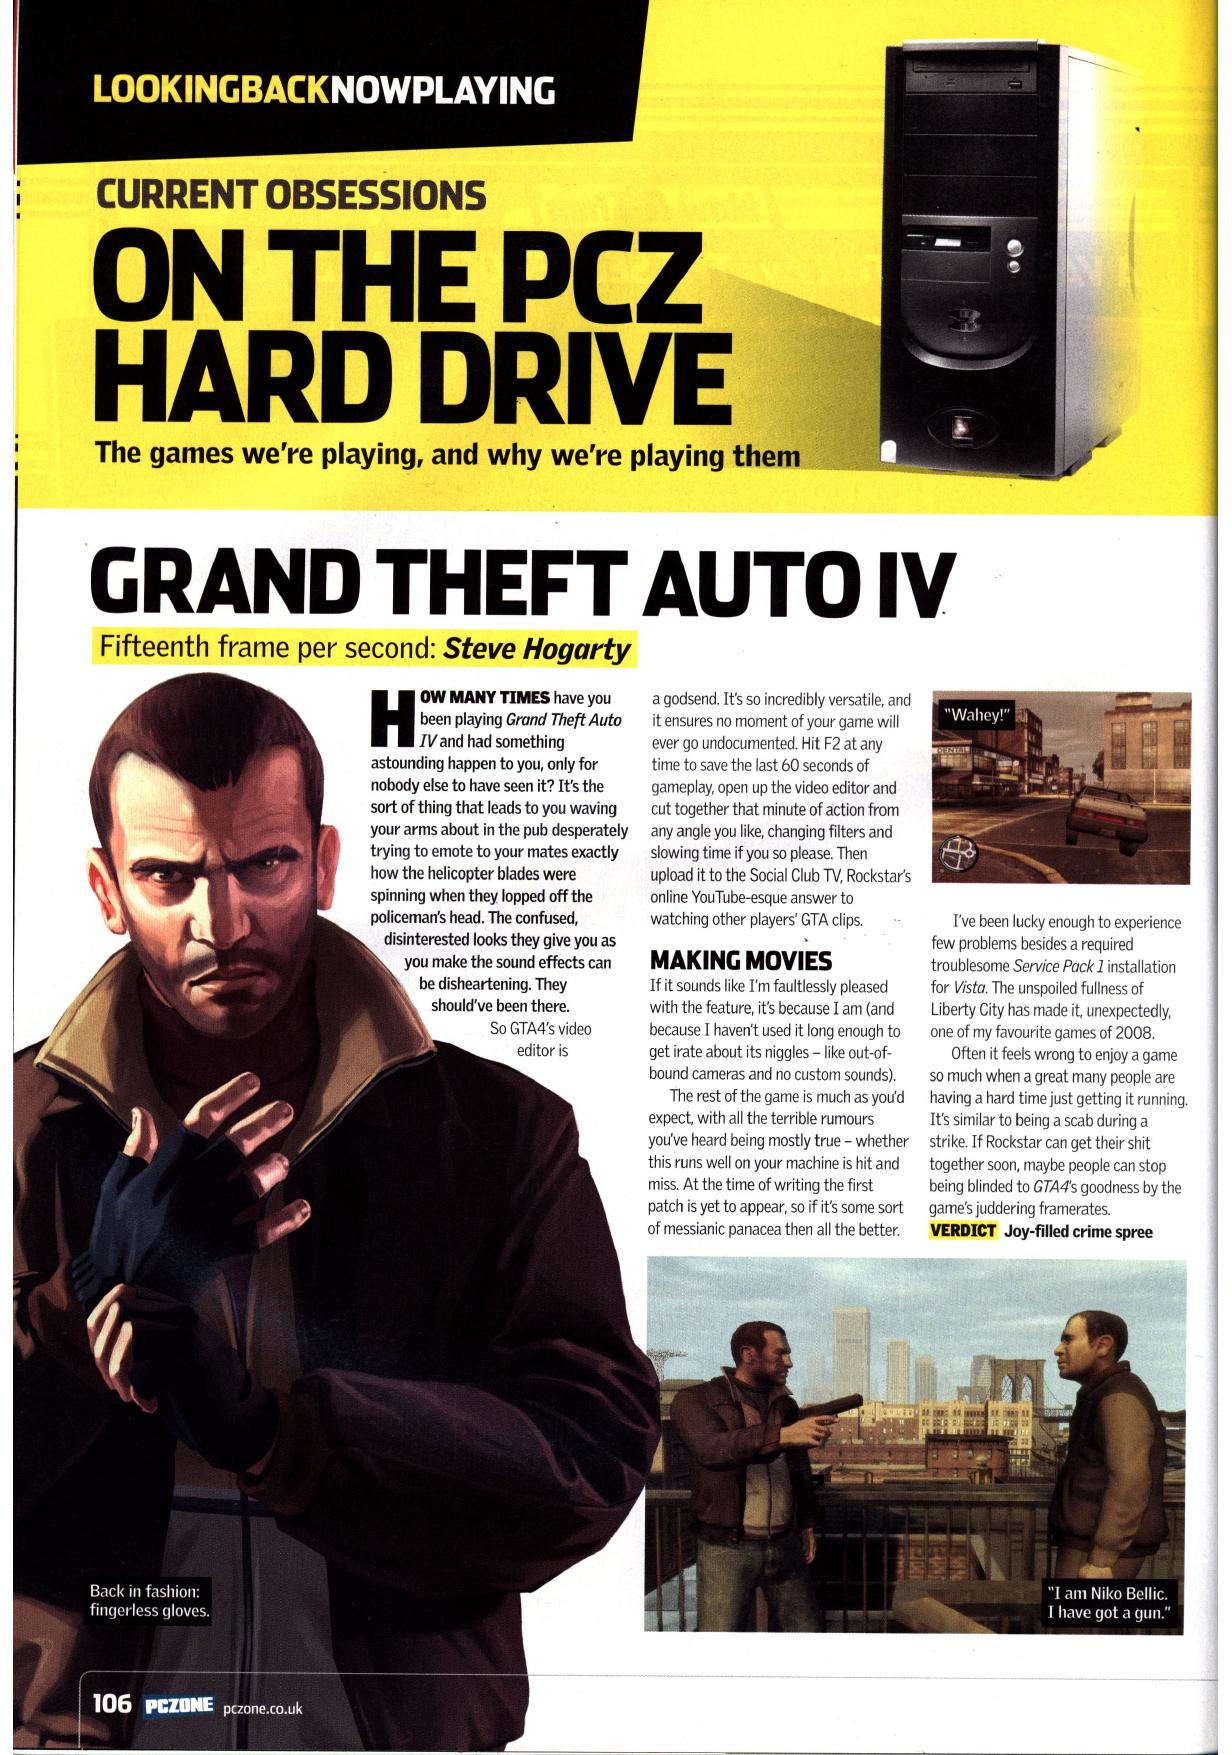 LOOKINGBACKNOWPLAYING
CURRENT OBSESSIONS
ON THE PCZ
HARD DRIVE
The games we're playing, and why we're playing them
GRAND THEFT AUTO IV
Fifteenth frame per second: Steve Hogarty
HOW MANY TIMES have you
been playing Grand Theft Auto
IV and had something
astounding happen to you, only for
nobody else to have seen it? It's the
sort of thing that leads to you waving
your arms about in the pub desperately
trying to emote to your mates exactly
how the helicopter blades were
spinning when they lopped off the
policeman's head. The confused,
disinterested looks they give you as
you make the sound effects can
be disheartening. They
should've been there.
So GTA4's video
editor is
a godsend. It's so incredibly versatile, and
it ensures no moment of your game will
ever go undocumented. Hit F2 at any
time to save the last 60 seconds of
gameplay, open up the video editor and
cut together that minute of action from
any angle you like, changing filters and
slowing time if you so please. Then
upload it to the Social Club TV, Rockstar's
online YouTube-esque answer to
watching other players' GTA clips.
MAKING MOVIES
If it sounds like I'm faultlessly pleased
with the feature, it's because I am (and
because I haven't used it long enough to
get irate about its niggles – like out-of-
bound cameras and no custom sounds).
The rest of the game is much as you'd
expect, with all the terrible rumours
you've heard being mostly true – whether
this runs well on your machine is hit and
miss. At the time of writing the first
patch is yet to appear, so if it's some sort
of messianic panacea then all the better.
"Wahey!"
DENTAL
I've been lucky enough to experience
few problems besides a required
troublesome Service Pack 1 installation
for Vista. The unspoiled fullness of
Liberty City has made it, unexpectedly,
one of my favourite games of 2008.
Often it feels wrong to enjoy a game
so much when a great many people are
having a hard time just getting it running.
It's similar to being a scab during a
strike. If Rockstar can get their shit
together soon, maybe people can stop
being blinded to GTA4's goodness by the
game's juddering framerates.
VERDICT Joy-filled crime spree
Back in fashion:
fingerless gloves.
"I am Niko Bellic.
I have got a gun."
106 PCZONE pczone.co.uk